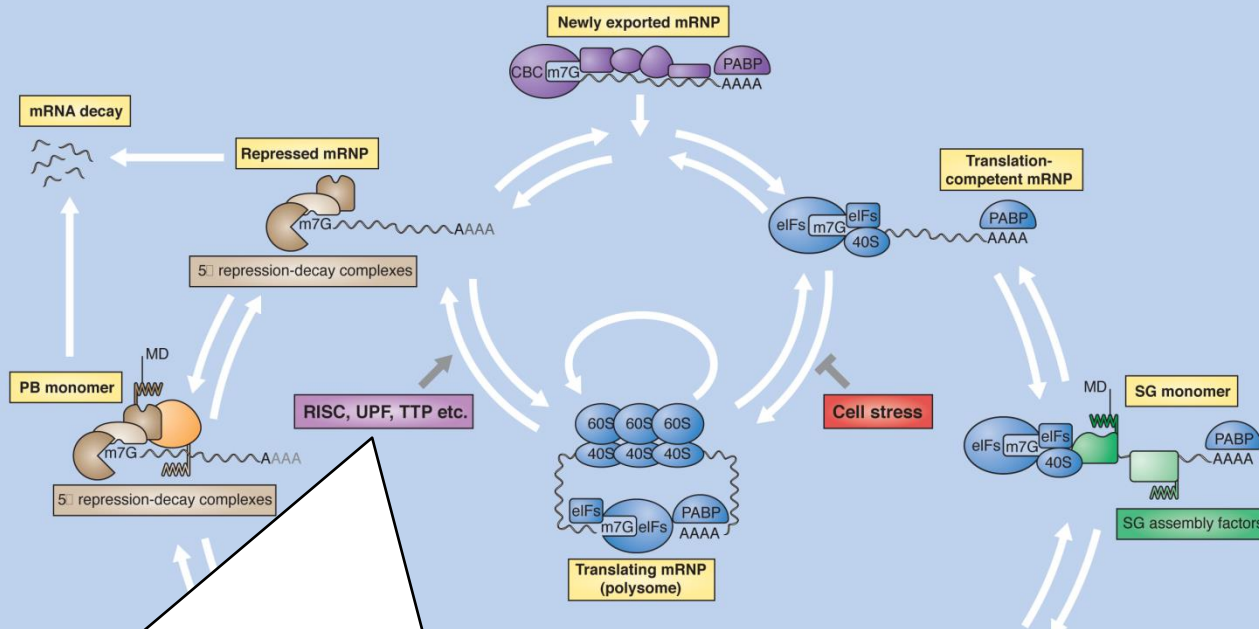 Newly exported mRNP
CBC m7G PABP
AAAA
mRNA decay
Repressed mRNP
m7G AAAA
5□ repression-decay complexes
Translation-
competent mRNP
eIFs m7G eIFs 40S PABP
AAAA
MD
PB monomer
m7G AAAA
5□ repression-decay complexes
RISC, UPF, TTP etc.
Cell stress
60S 60S 60S
40S 40S 40S
eIFs m7G eIFs PABP
AAAA
Translating mRNP
(polysome)
MD
SG monomer
eIFs m7G eIFs 40S PABP
AAAA
SG assembly factors